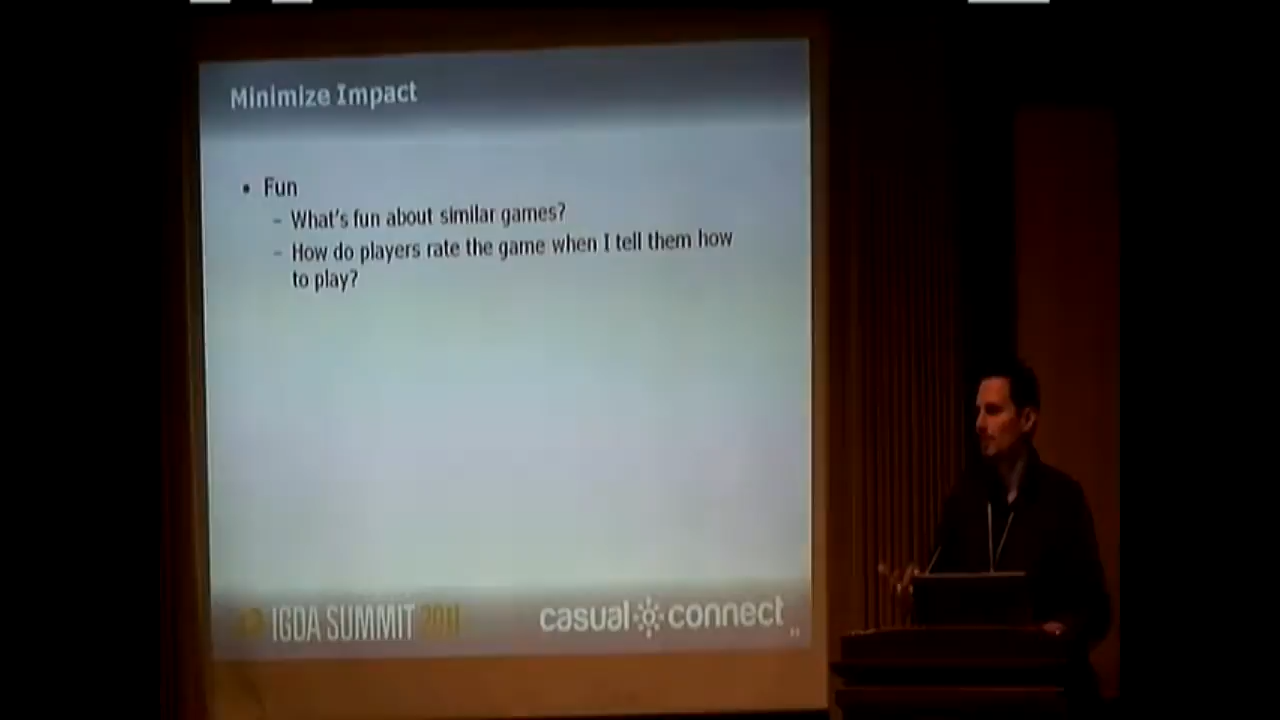 Minimize Impact
• Fun
– What's fun about similar games?
– How do players rate the game when I tell them how
to play?
IGDA SUMMIT 2011
casual connect